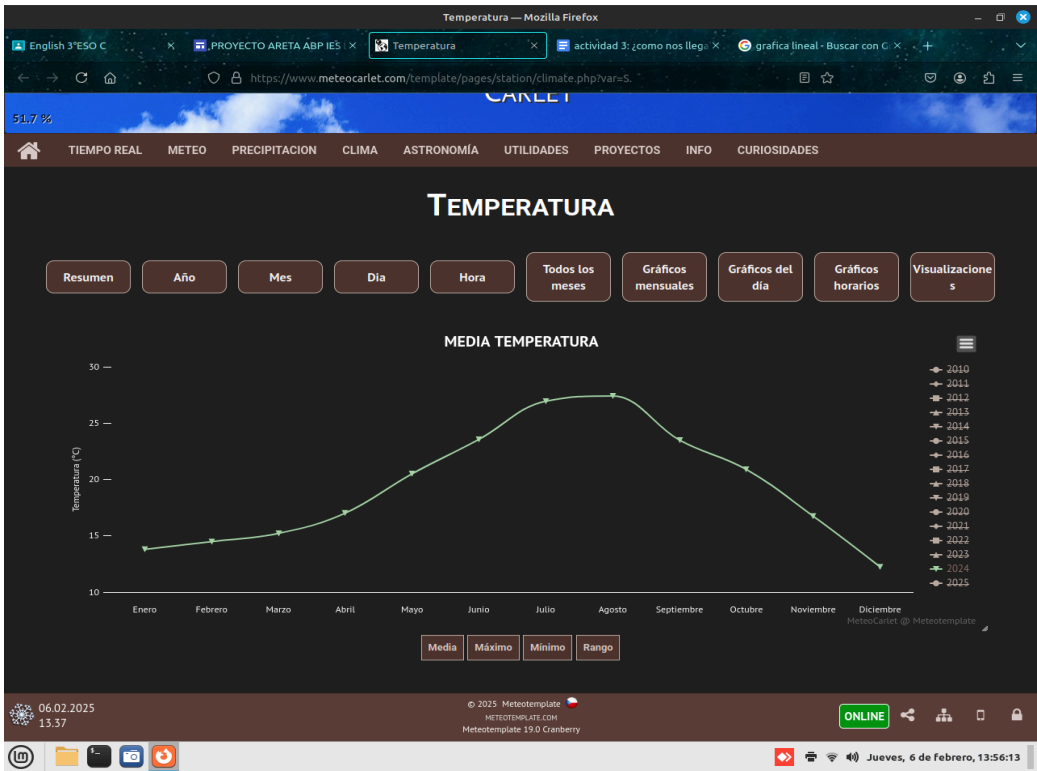 Temperatura — Mozilla Firefox
English 3ºESO C
PROYECTO ARETA ABP IES
Temperatura
actividad 3: ¿como nos llega
grafica lineal - Buscar con G
https://www.meteocarlet.com/template/pages/station/climate.php?var=S.
CARLET
51.7 %
TIEMPO REAL METEO PRECIPITACION CLIMA ASTRONOMÍA UTILIDADES PROYECTOS INFO CURIOSIDADES
TEMPERATURA
Resumen
Año
Mes
Dia
Hora
Todos los
meses
Gráficos
mensuales
Gráficos del
día
Gráficos
horarios
Visualizacione
s
MEDIA TEMPERATURA
Temperatura (°C)
30
25
20
15
10
Enero Febrero Marzo Abril Mayo Junio Julio Agosto Septiembre Octubre Noviembre Diciembre
2010
2011
2012
2013
2014
2015
2016
2017
2018
2019
2020
2021
2022
2023
2024
2025
MeteoCarlet @ Meteotemplate
Media Máximo Mínimo Rango
06.02.2025
13.37
© 2025 Meteotemplate
METEOTEMPLATE.COM
Meteotemplate 19.0 Cranberry
ONLINE
Jueves, 6 de febrero, 13:56:13